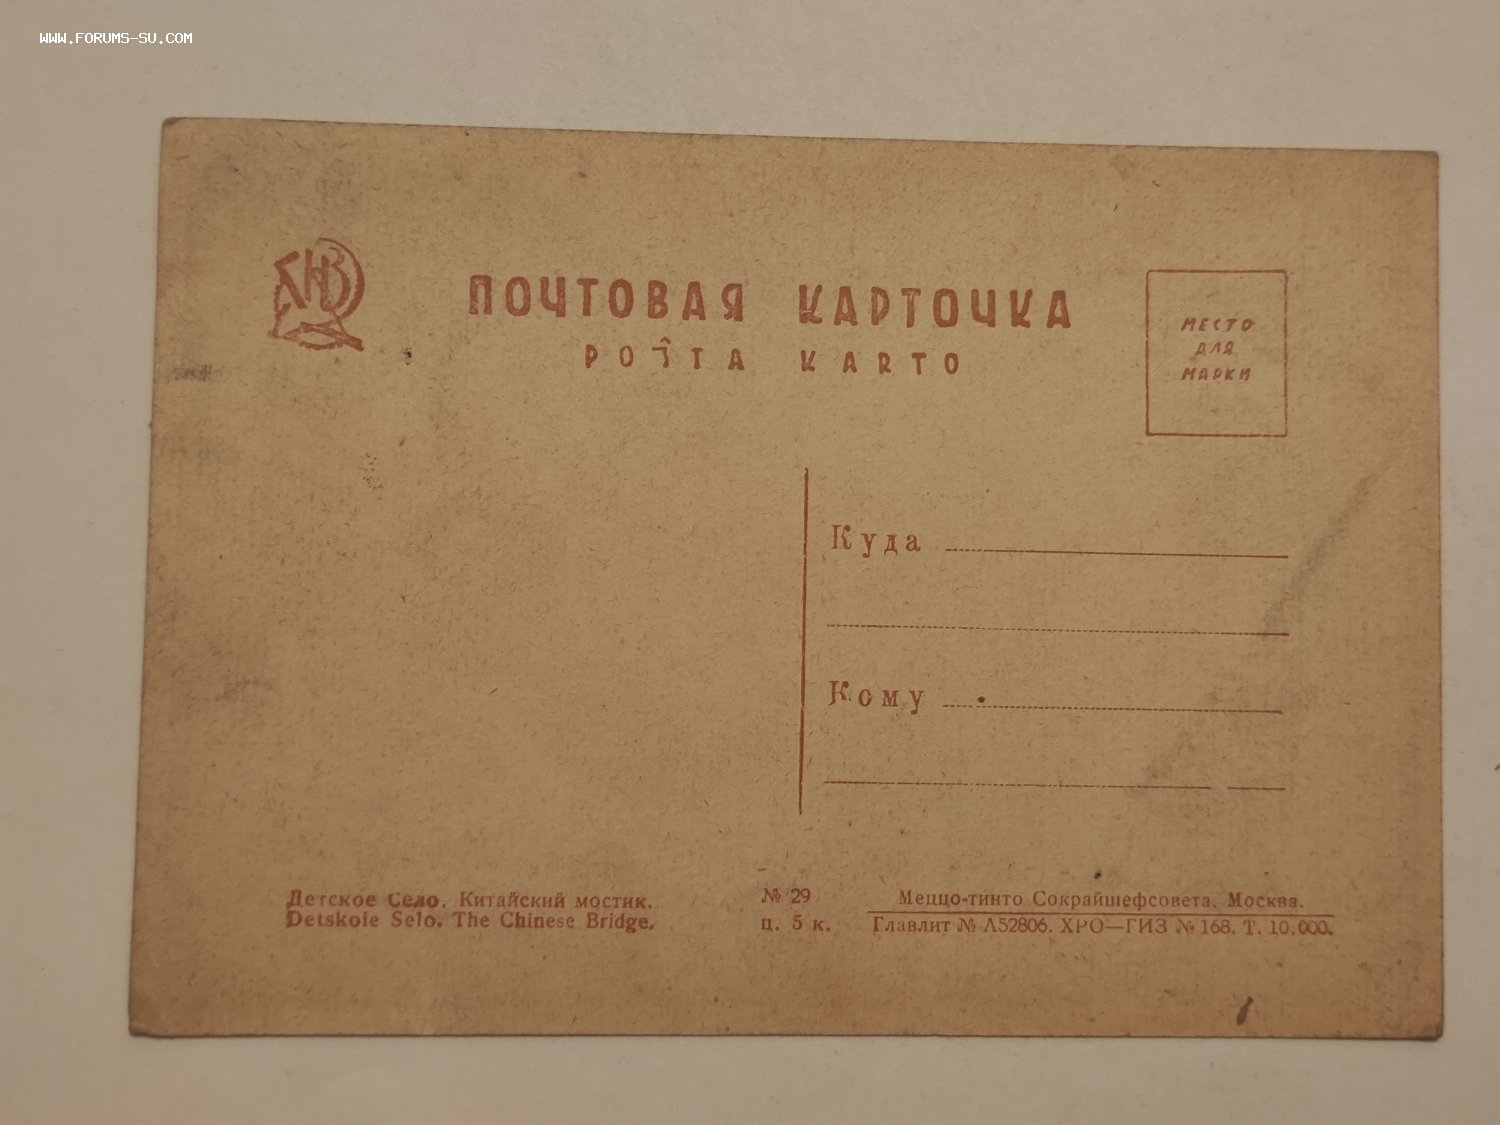 WWW.FORUMS-SU.COM
ПОЧТОВАЯ КАРТОЧКА
POŜTA KARTO
МЕСТО
ДЛЯ
МАРКИ
Куда
Кому
Детское Село. Китайский мостик.
Detskoie Selo. The Chinese Bridge.
№ 29
ц. 5 к.
Меццо-тинто Сокрайшефсовета. Москва.
Главлит № А52806. ХРО—ГИЗ № 168. Т. 10.000.